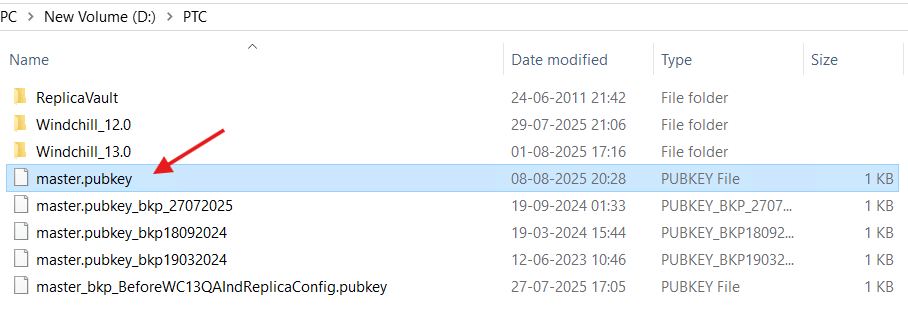 PC > New Volume (D:) > PTC
Name Date modified Type Size
ReplicaVault 24-06-2011 21:42 File folder
Windchill_12.0 29-07-2025 21:06 File folder
Windchill_13.0 01-08-2025 17:16 File folder
master.pubkey 08-08-2025 20:28 PUBKEY File 1 KB
master.pubkey_bkp_27072025 19-09-2024 01:33 PUBKEY_BKP_2707... 1 KB
master.pubkey_bkp18092024 19-03-2024 15:44 PUBKEY_BKP18092... 1 KB
master.pubkey_bkp19032024 12-06-2023 10:46 PUBKEY_BKP19032... 1 KB
master_bkp_BeforeWC13QAIndReplicaConfig.pubkey 27-07-2025 17:05 PUBKEY File 1 KB